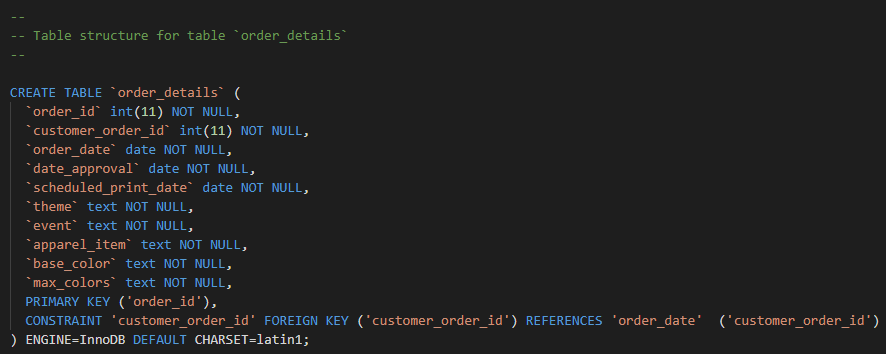 --
-- Table structure for table `order_details`
--
CREATE TABLE `order_details` (
`order_id` int(11) NOT NULL,
`customer_order_id` int(11) NOT NULL,
`order_date` date NOT NULL,
`date_approval` date NOT NULL,
`scheduled_print_date` date NOT NULL,
`theme` text NOT NULL,
`event` text NOT NULL,
`apparel_item` text NOT NULL,
`base_color` text NOT NULL,
`max_colors` text NOT NULL,
PRIMARY KEY ('order_id'),
CONSTRAINT 'customer_order_id' FOREIGN KEY ('customer_order_id') REFERENCES 'order_date'  ('customer_order_id')
) ENGINE=InnoDB DEFAULT CHARSET=latin1;